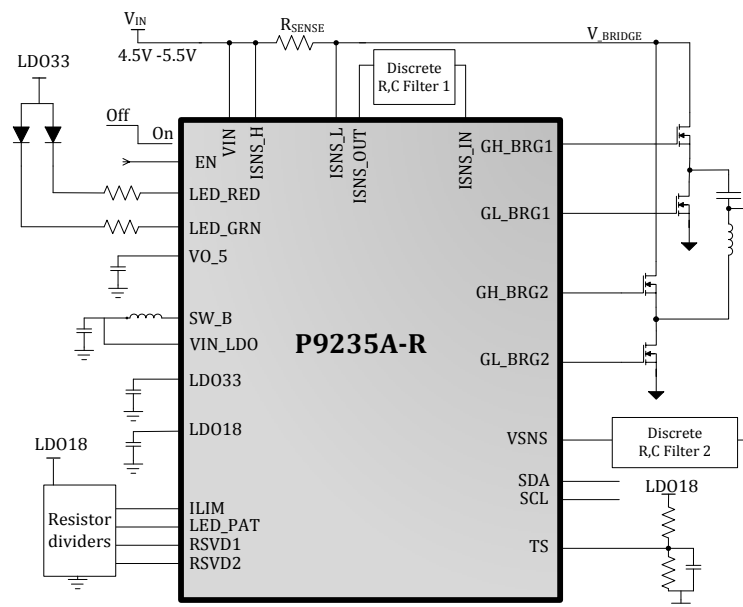 VIN
4.5V -5.5V
RSENSE
V_BRIDGE
LDO33
Discrete
R,C Filter 1
Off
On
EN
VIN
ISNS_H
ISNS_L
ISNS_OUT
ISNS_IN
GH_BRG1
LED_RED
GL_BRG1
LED_GRN
VO_5
GH_BRG2
SW_B
P9235A-R
VIN_LDO
GL_BRG2
LDO33
LDO18
VSNS
Discrete
R,C Filter 2
LDO18
SDA
LDO18
SCL
Resistor
dividers
ILIM
LED_PAT
RSVD1
RSVD2
TS